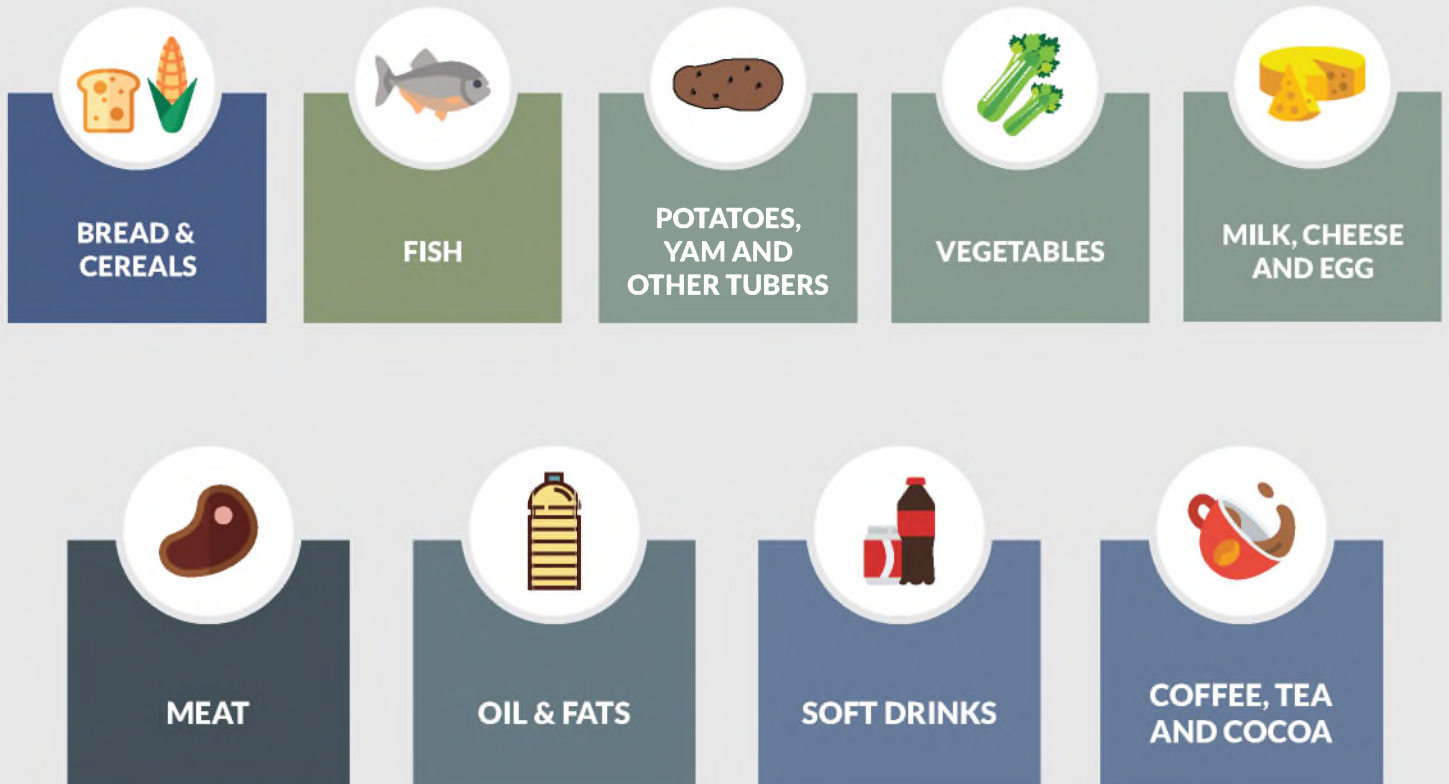 BREAD &
CEREALS
FISH
POTATOES,
YAM AND
OTHER TUBERS
VEGETABLES
MILK, CHEESE
AND EGG
MEAT
OIL & FATS
SOFT DRINKS
COFFEE, TEA
AND COCOA